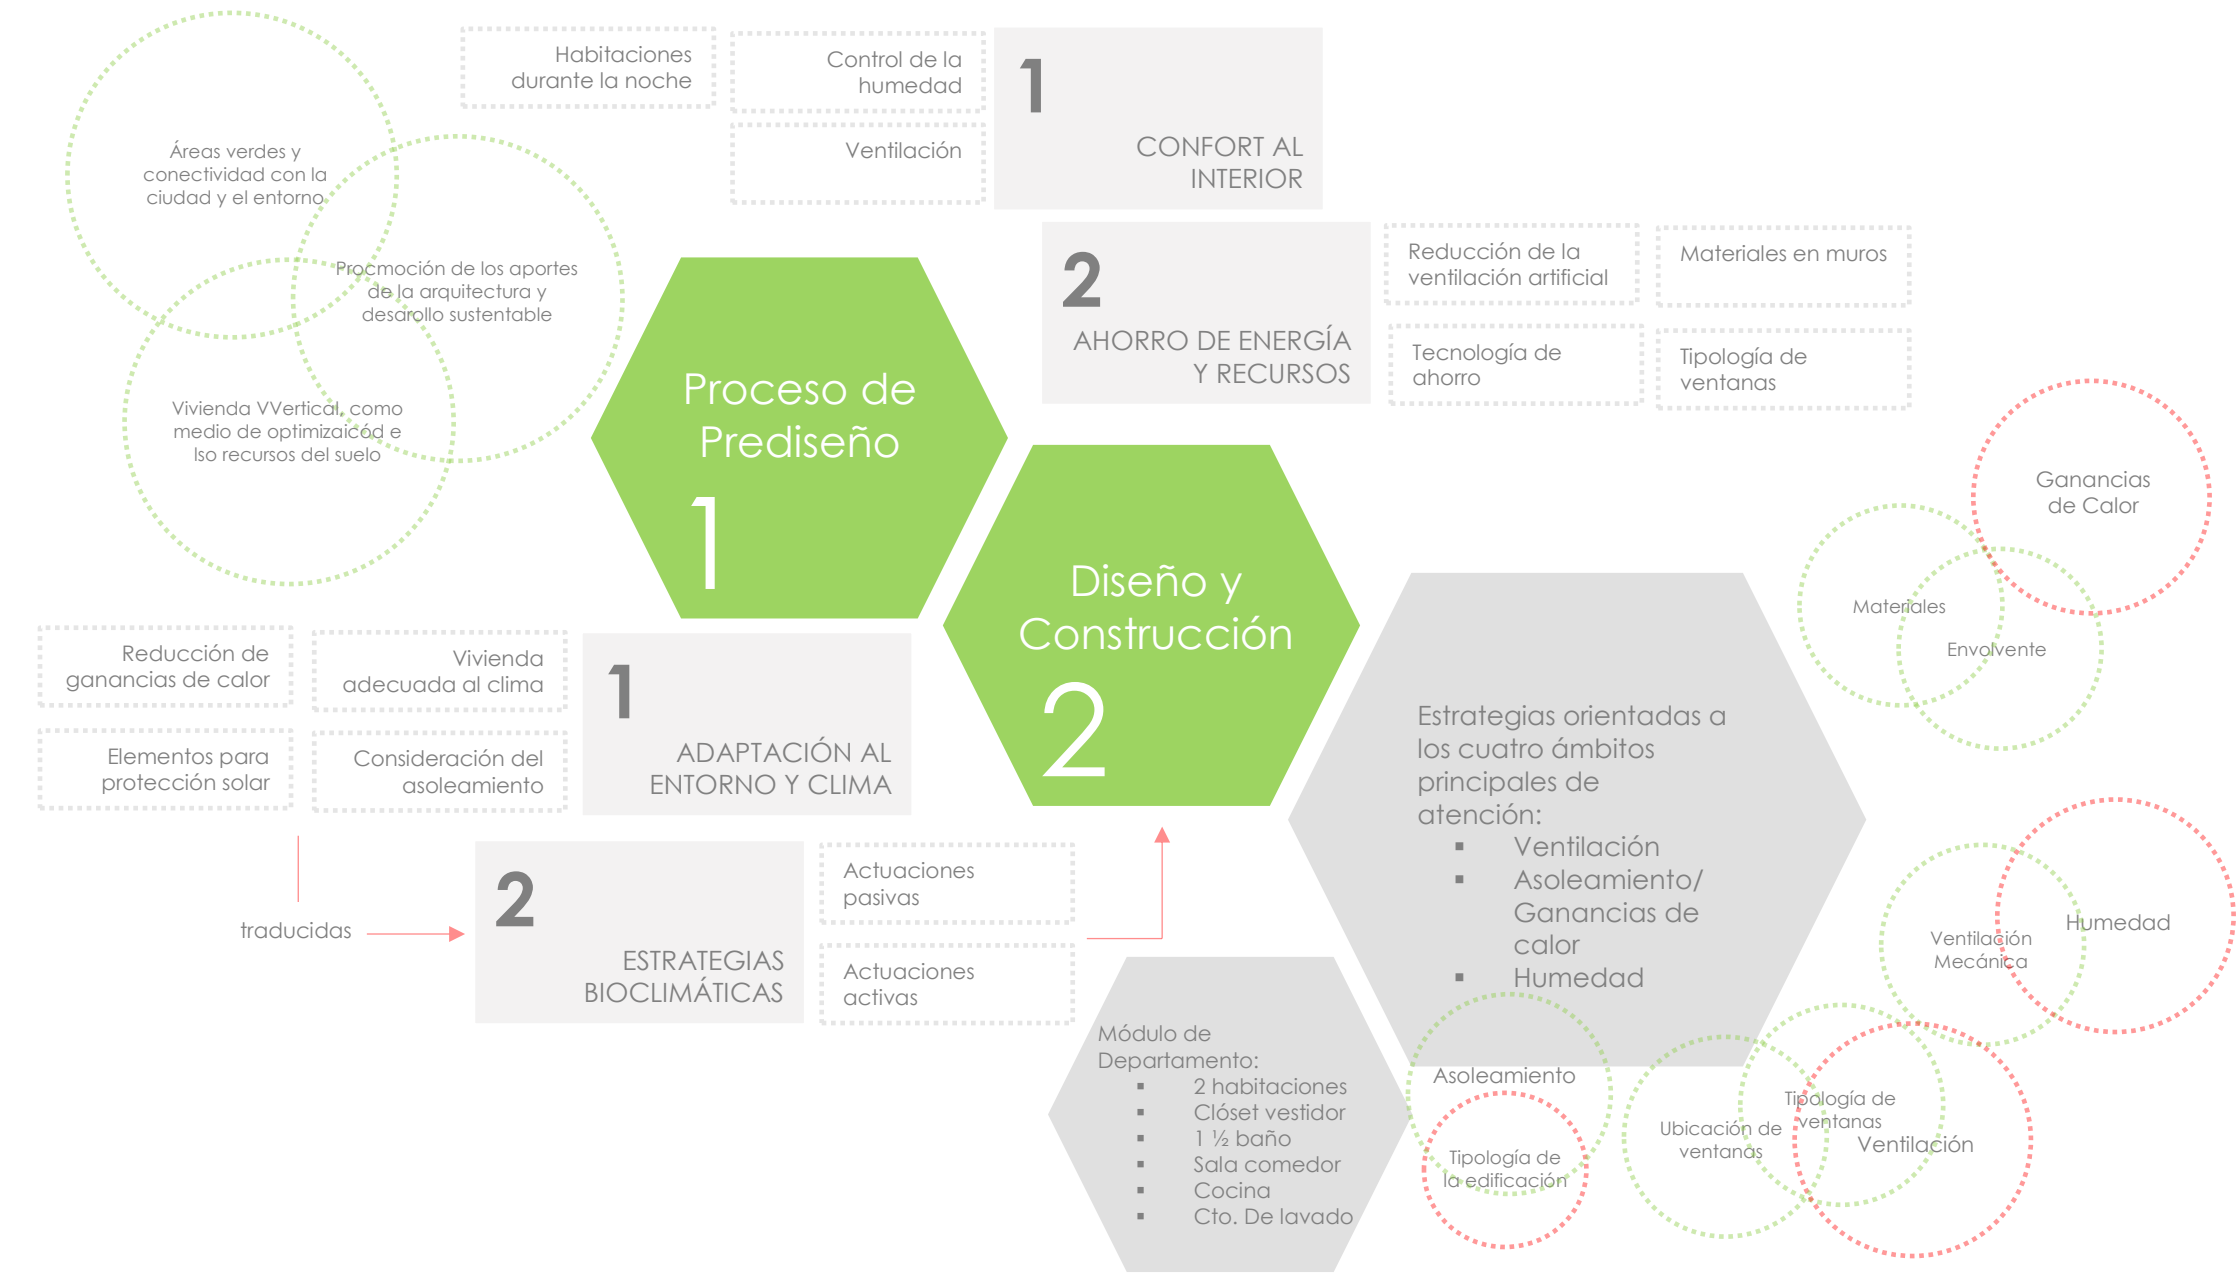 Áreas verdes y
conectividad con la
ciudad y el entorno
Procmoción de los aportes
de la arquitectura y
desarollo sustentable
Vivienda VVertical, como
medio de optimizaicód e
lso recursos del suelo
Habitaciones
durante la noche
Control de la
humedad
Ventilación
1
CONFORT AL
INTERIOR
2
AHORRO DE ENERGÍA
Y RECURSOS
Reducción de la
ventilación artificial
Materiales en muros
Tecnología de
ahorro
Tipología de
ventanas
Proceso de
Prediseño
1
Diseño y
Construcción
2
Reducción de
ganancias de calor
Vivienda
adecuada al clima
Elementos para
protección solar
Consideración del
asoleamiento
1
ADAPTACIÓN AL
ENTORNO Y CLIMA
traducidas
2
ESTRATEGIAS
BIOCLIMÁTICAS
Actuaciones
pasivas
Actuaciones
activas
Módulo de
Departamento:
▪ 2 habitaciones
▪ Clóset vestidor
▪ 1 ½ baño
▪ Sala comedor
▪ Cocina
▪ Cto. De lavado
Estrategias orientadas a
los cuatro ámbitos
principales de
atención:
▪ Ventilación
▪ Asoleamiento/
Ganancias de
calor
▪ Humedad
Ganancias
de Calor
Materiales
Envolvente
Humedad
Ventilación
Mecánica
Asoleamiento
Tipología de
la edificación
Ubicación de
ventanas
Tipología de
ventanas
Ventilación